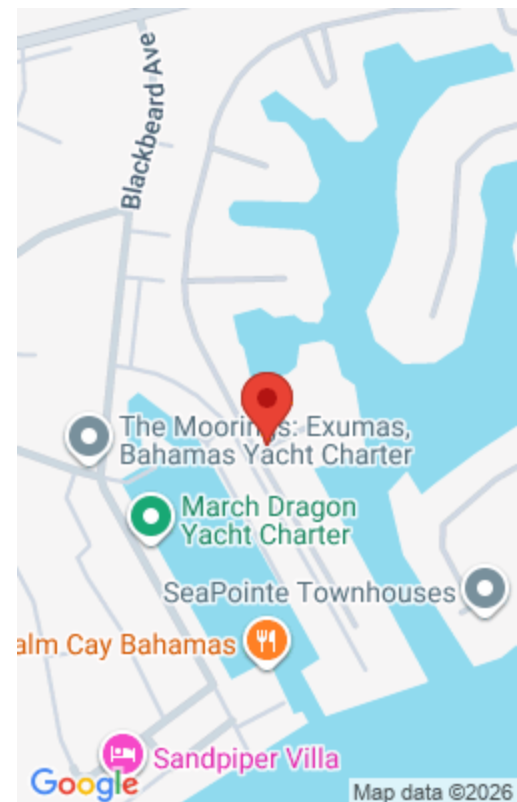 Blackbeard Ave
The Moorings: Exumas,
Bahamas Yacht Charter
March Dragon
Yacht Charter
SeaPointe Townhouses
alm Cay Bahamas
Sandpiper Villa
Google
Map data ©2026